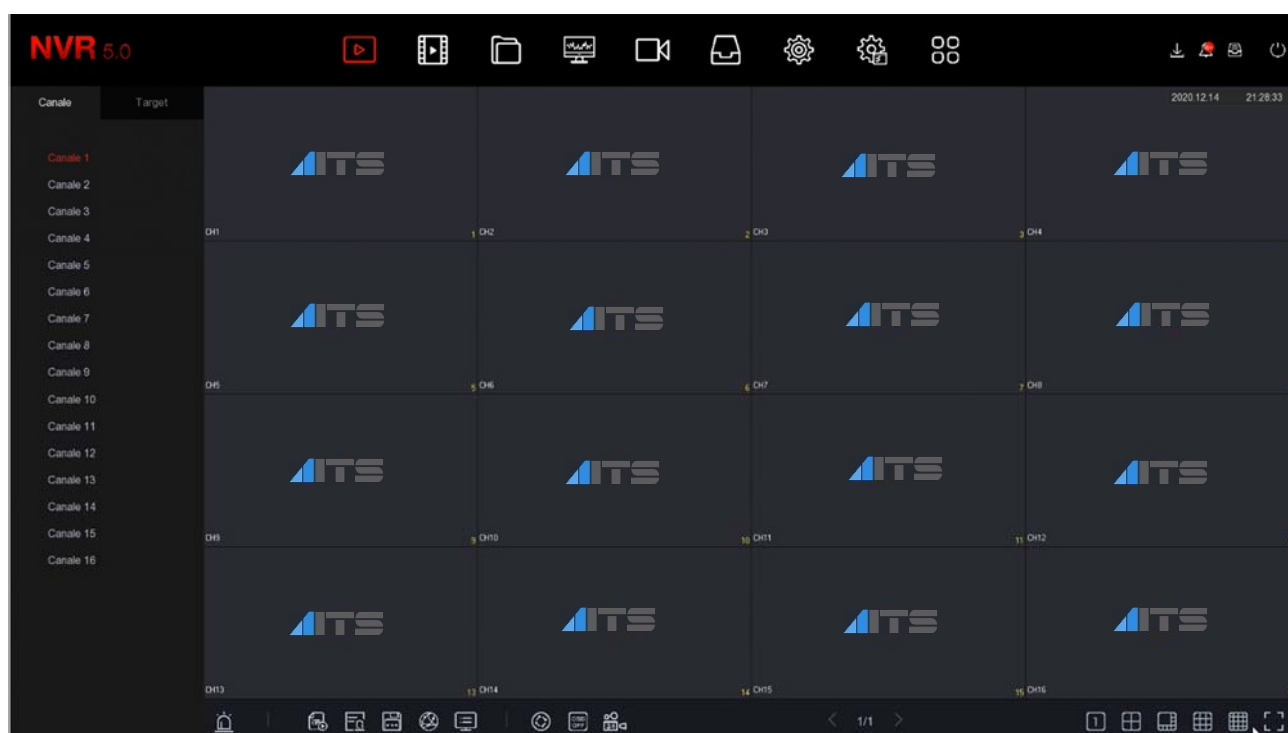 NVR 5.0
Canale Target
2020.12.14 21:28:33
Canale 1
Canale 2
Canale 3
Canale 4
Canale 5
Canale 6
Canale 7
Canale 8
Canale 9
Canale 10
Canale 11
Canale 12
Canale 13
Canale 14
Canale 15
Canale 16
ITS ITS ITS ITS
CH1 1 CH2 2 CH3 3 CH4
ITS ITS ITS ITS
CH5 5 CH6 6 CH7 7 CH8
ITS ITS ITS ITS
CH9 9 CH10 10 CH11 11 CH12
ITS ITS ITS ITS
CH13 13 CH14 14 CH15 15 CH16
1/1
1